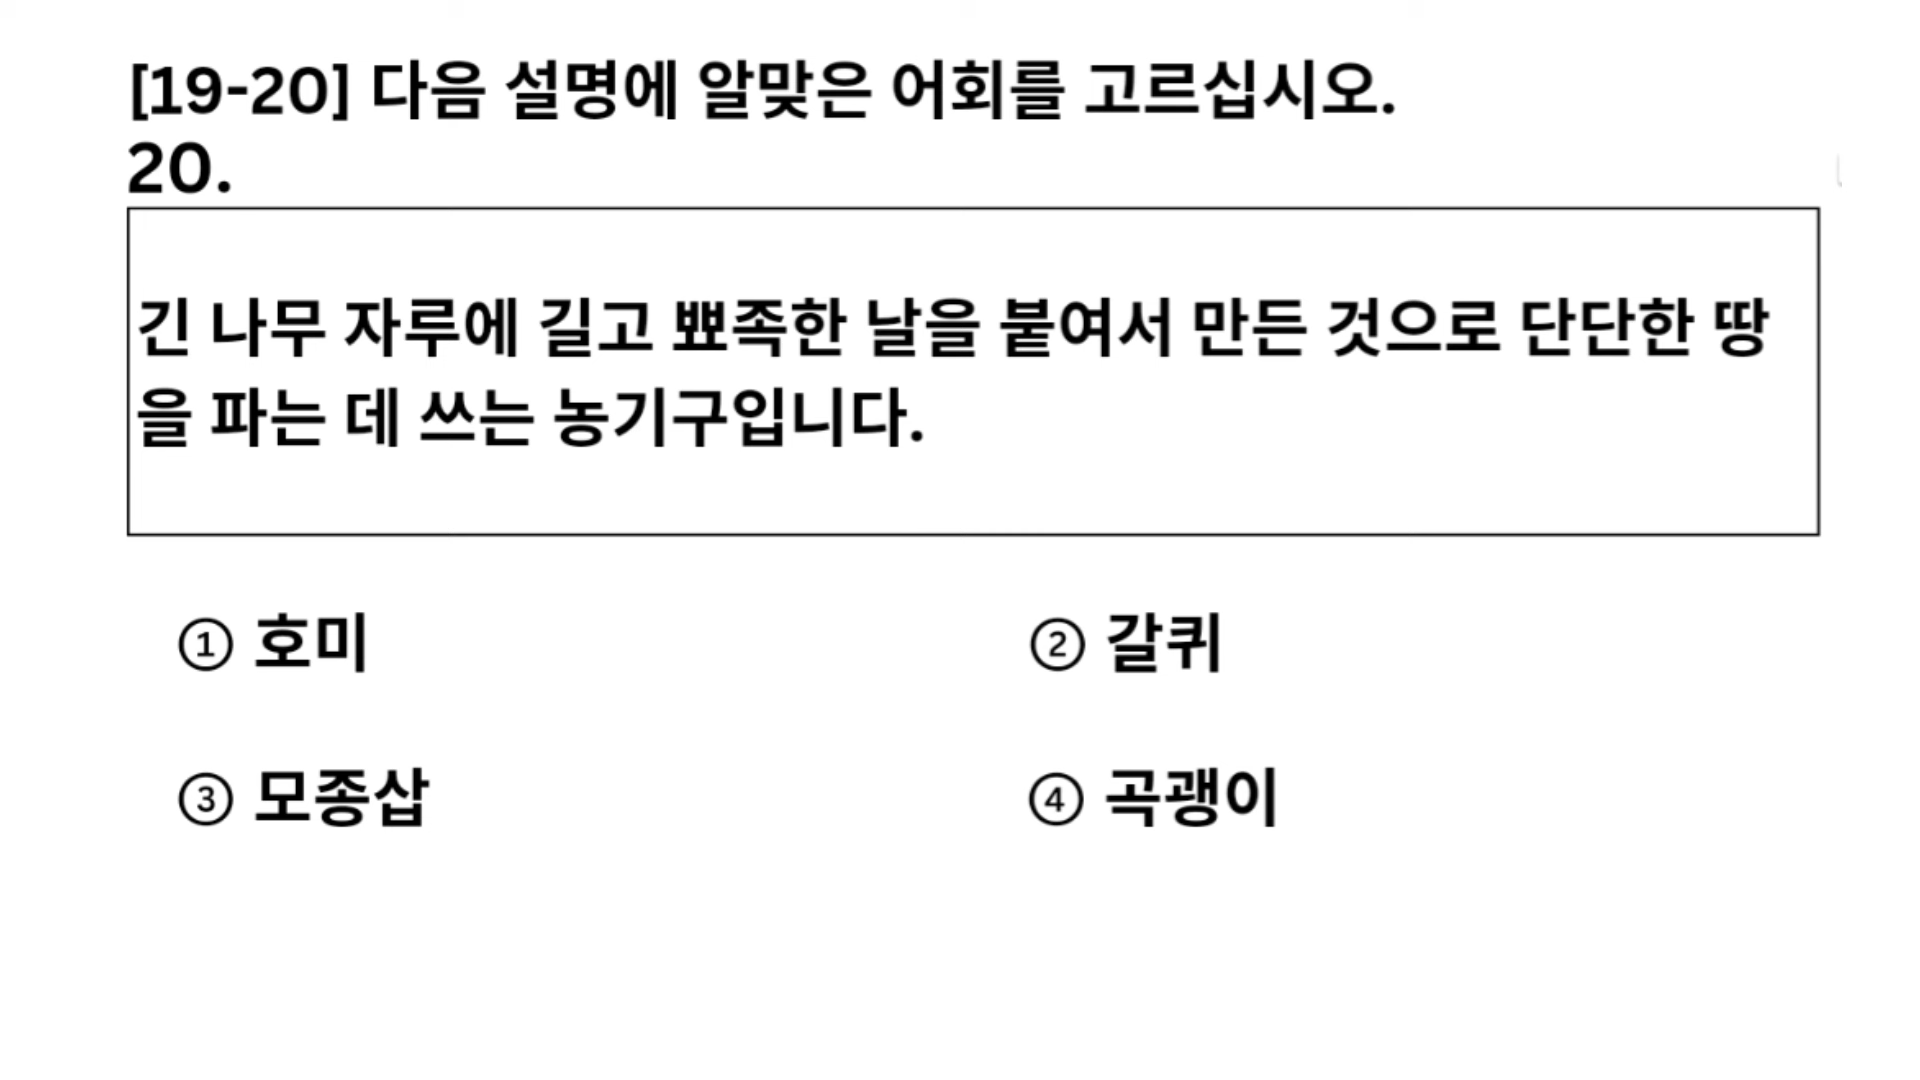 [19-20] 다음 설명에 알맞은 어회를 고르십시오.
20.
긴 나무 자루에 길고 뾰족한 날을 붙여서 만든 것으로 단단한 땅
을 파는 데 쓰는 농기구입니다.
① 호미
② 갈퀴
③ 모종삽
④ 곡괭이